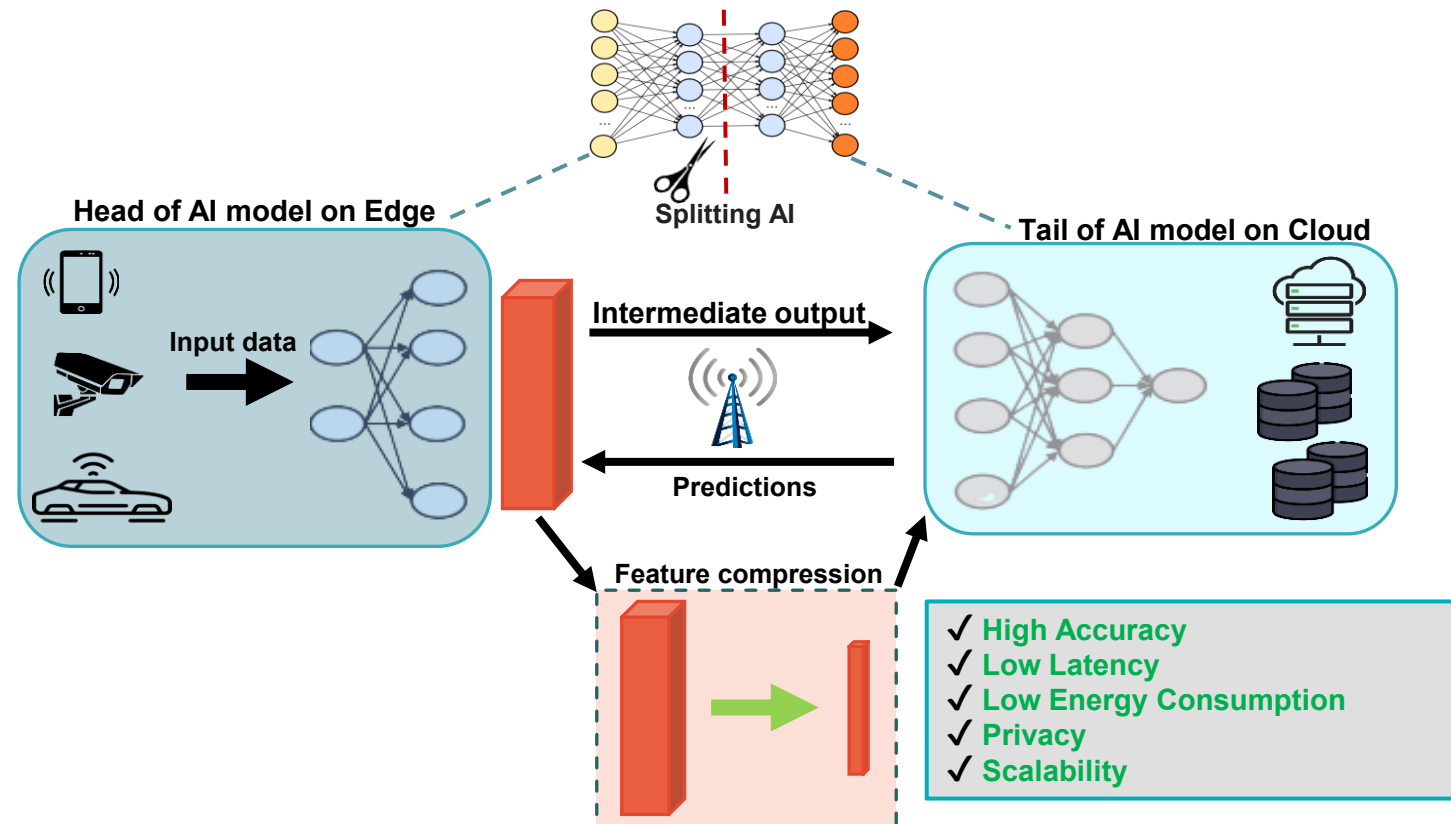 Splitting AI
Head of AI model on Edge
Tail of AI model on Cloud
Input data
Intermediate output
Predictions
Feature compression
✓ High Accuracy
✓ Low Latency
✓ Low Energy Consumption
✓ Privacy
✓ Scalability